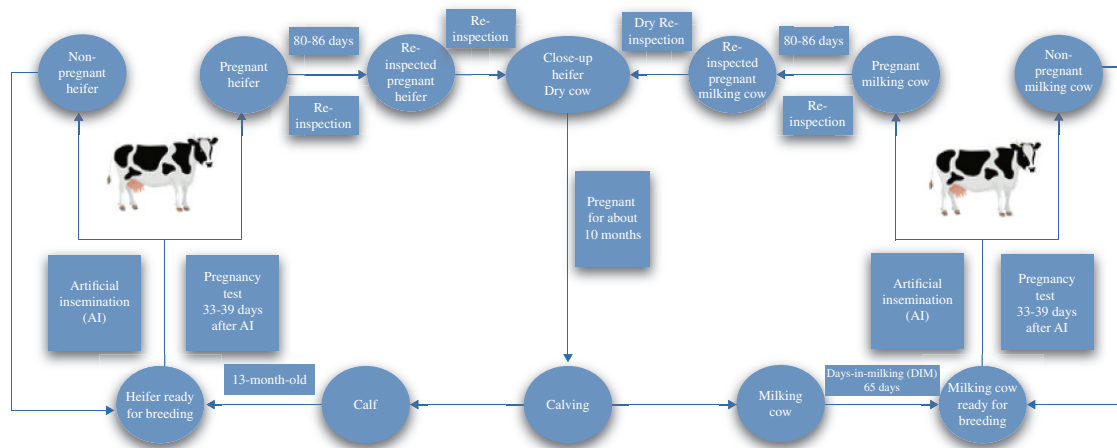 Non-
pregnant
heifer
Pregnant
heifer
80-86 days
Re-
inspection
Re-
inspected
pregnant
heifer
Re-
inspection
Close-up
heifer
Dry cow
Dry Re-
inspection
Re-
inspected
pregnant
milking cow
80-86 days
Re-
inspection
Pregnant
milking cow
Non-
pregnant
milking cow
Artificial
insemination
(AI)
Pregnancy
test
33-39 days
after AI
Pregnant
for about
10 months
Artificial
insemination
(AI)
Pregnancy
test
33-39 days
after AI
Heifer ready
for breeding
13-month-old
Calf
Calving
Milking
cow
Days-in-milking (DIM)
65 days
Milking cow
ready for
breeding